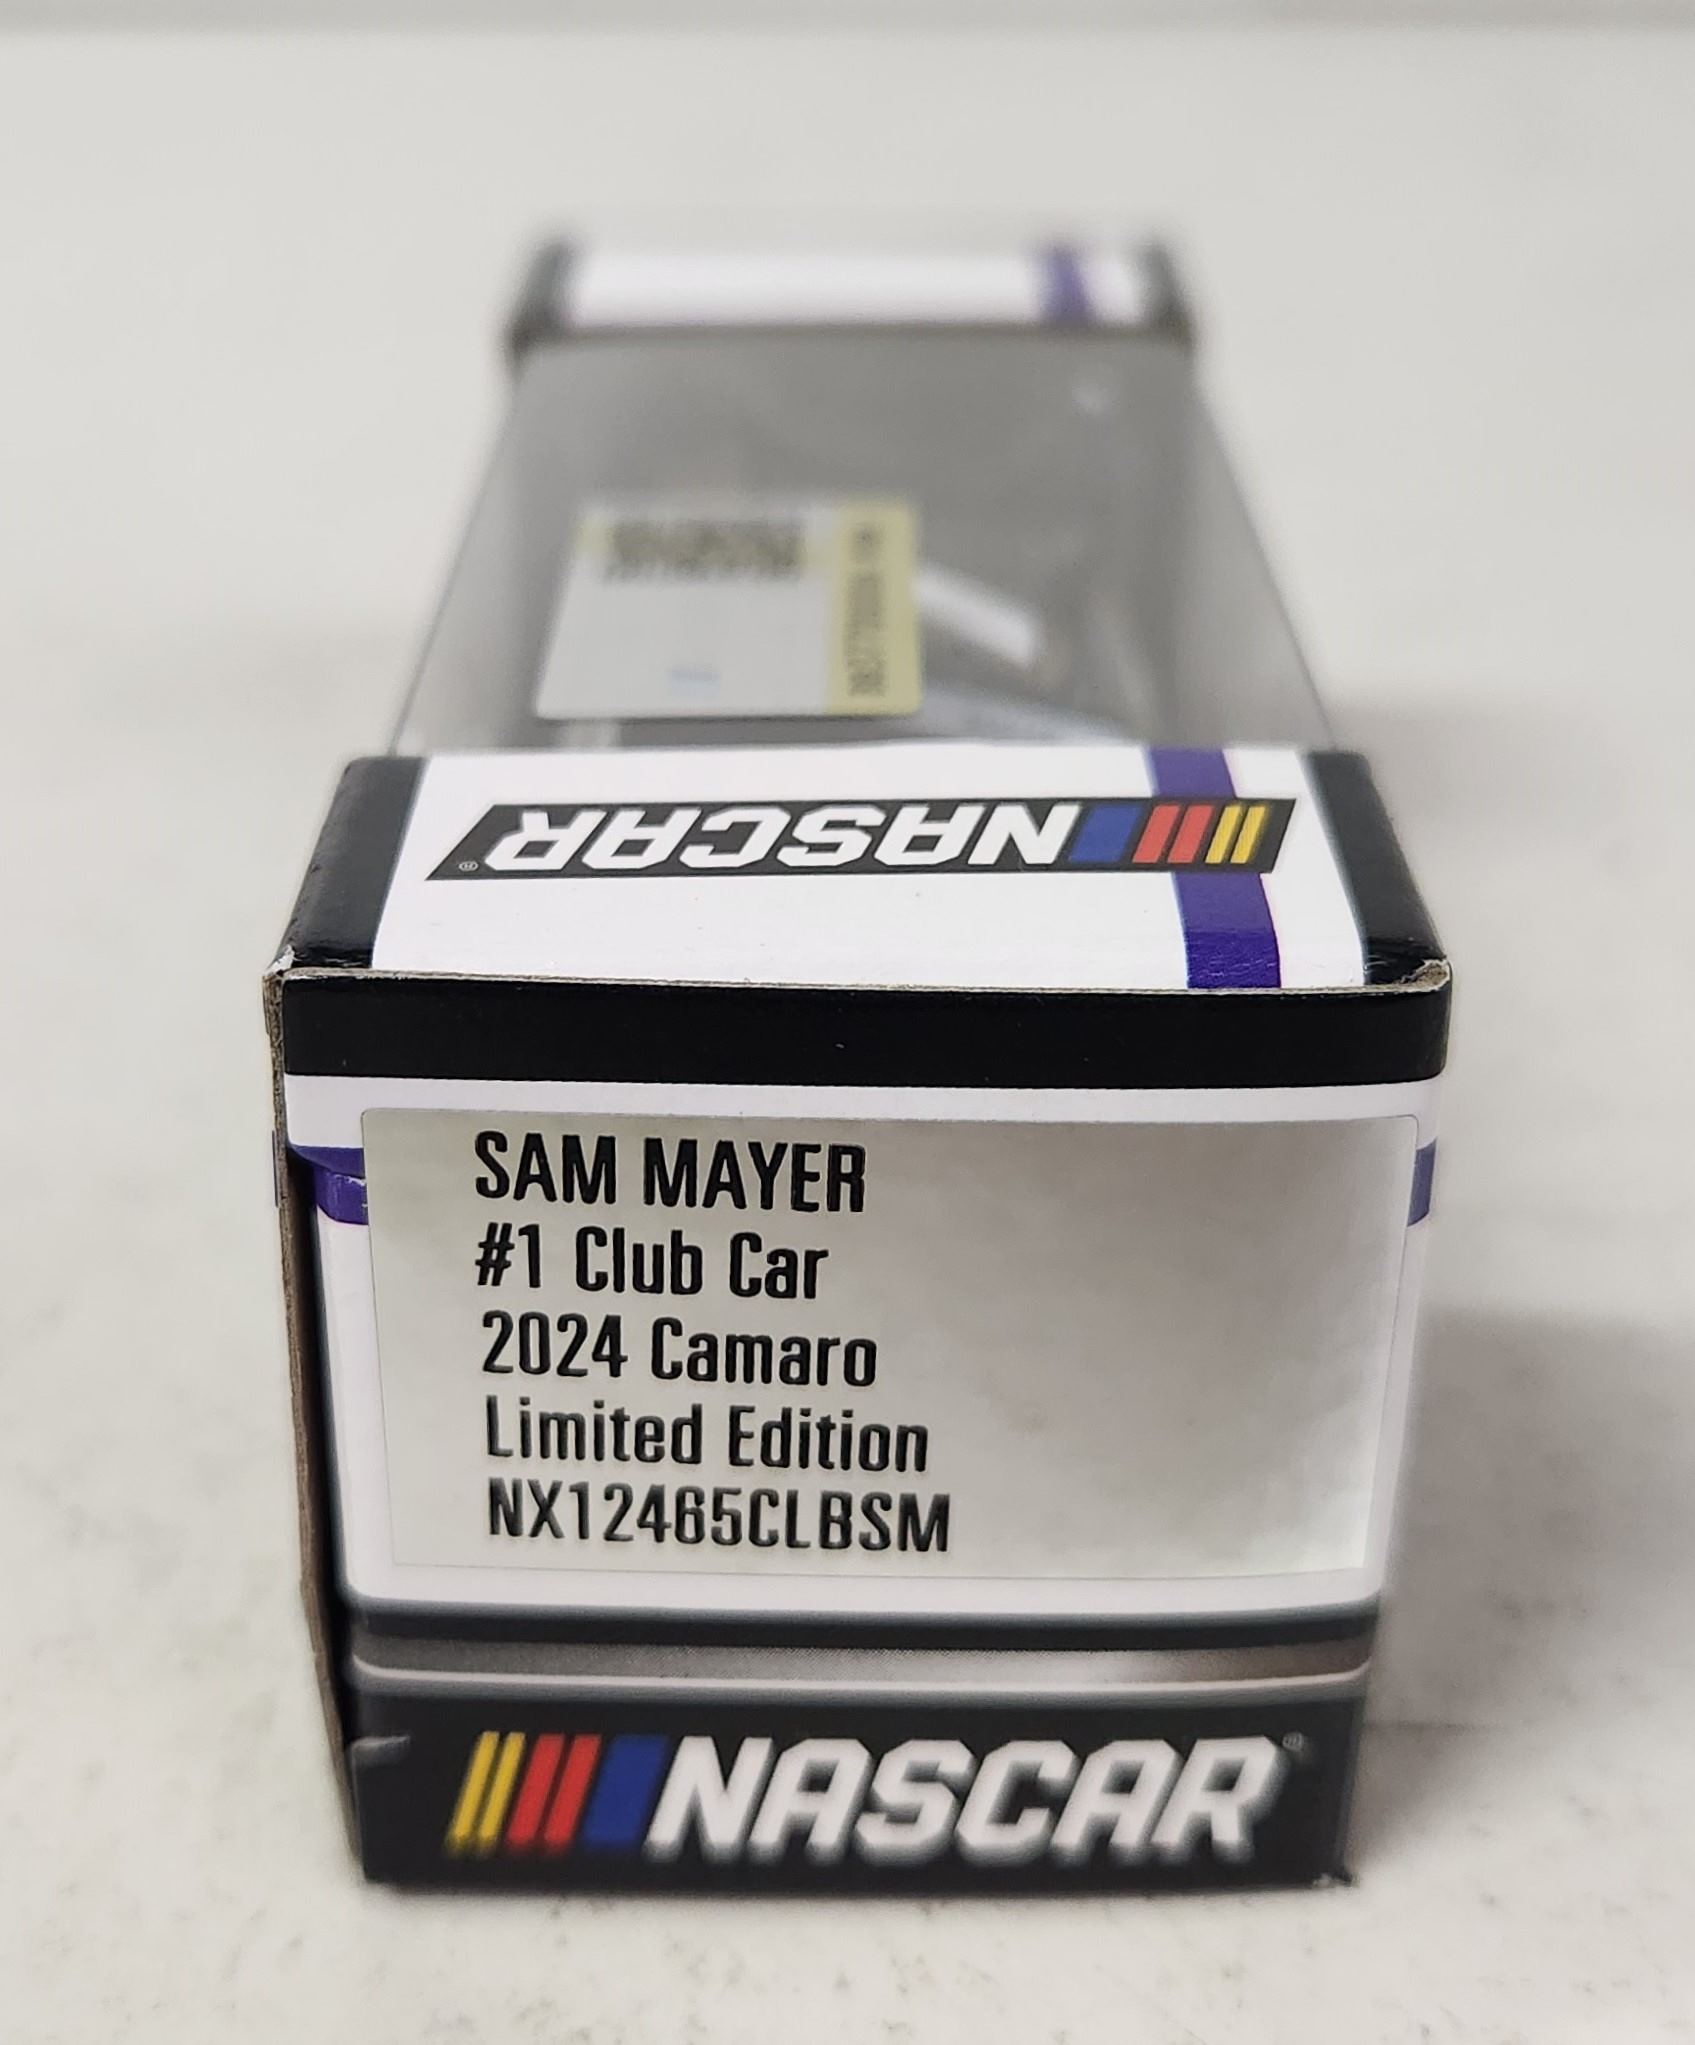 NASCAR®
SAM MAYER
#1 Club Car
2024 Camaro
Limited Edition
NX12465CLBSM
NASCAR®